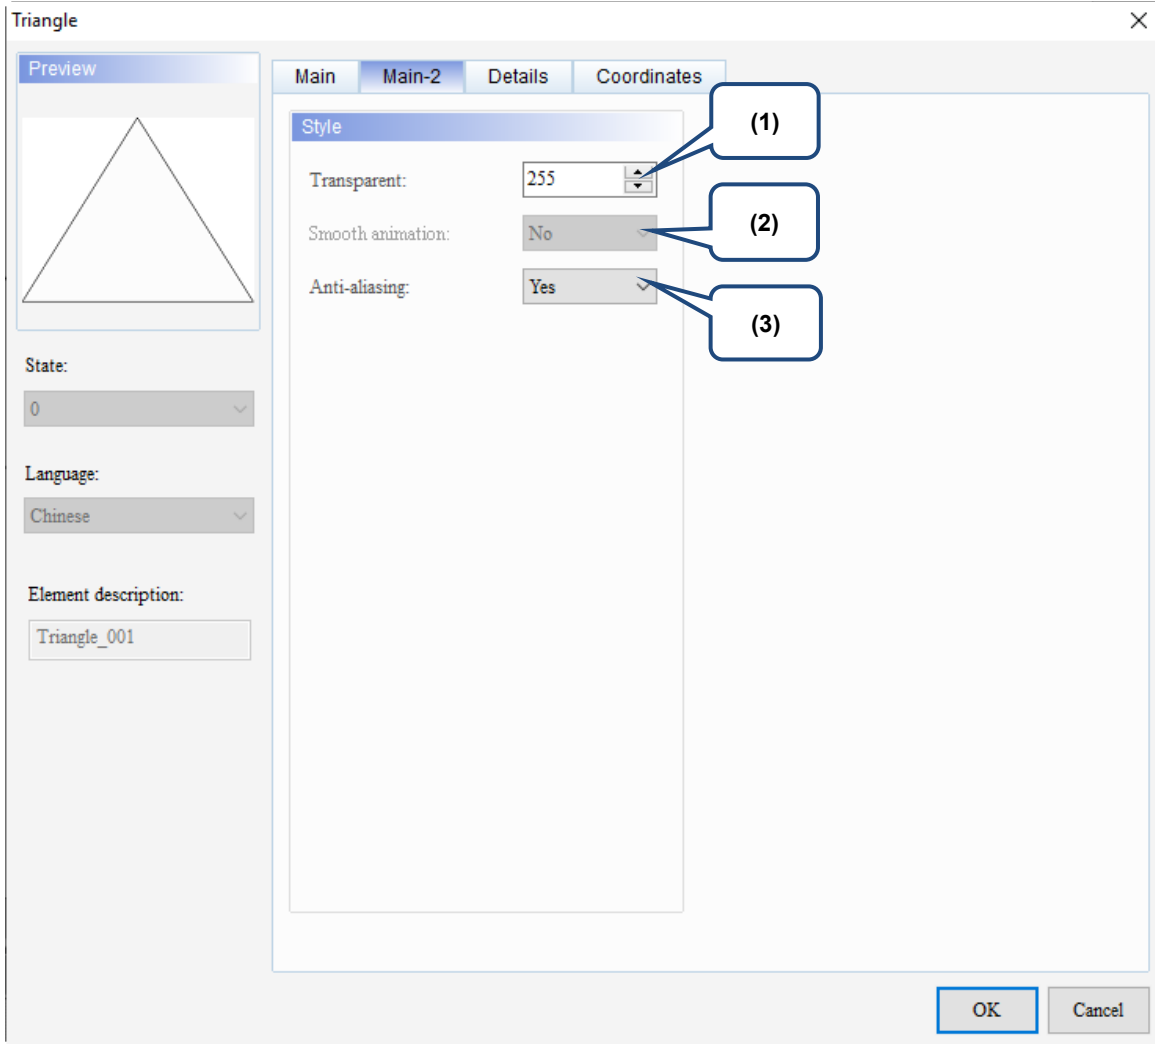 Triangle
Preview
Main Main-2 Details Coordinates
Style
(1)
Transparent: 255
Smooth animation: No
(2)
Anti-aliasing: Yes
(3)
State:
0
Language:
Chinese
Element description:
Triangle_001
OK Cancel